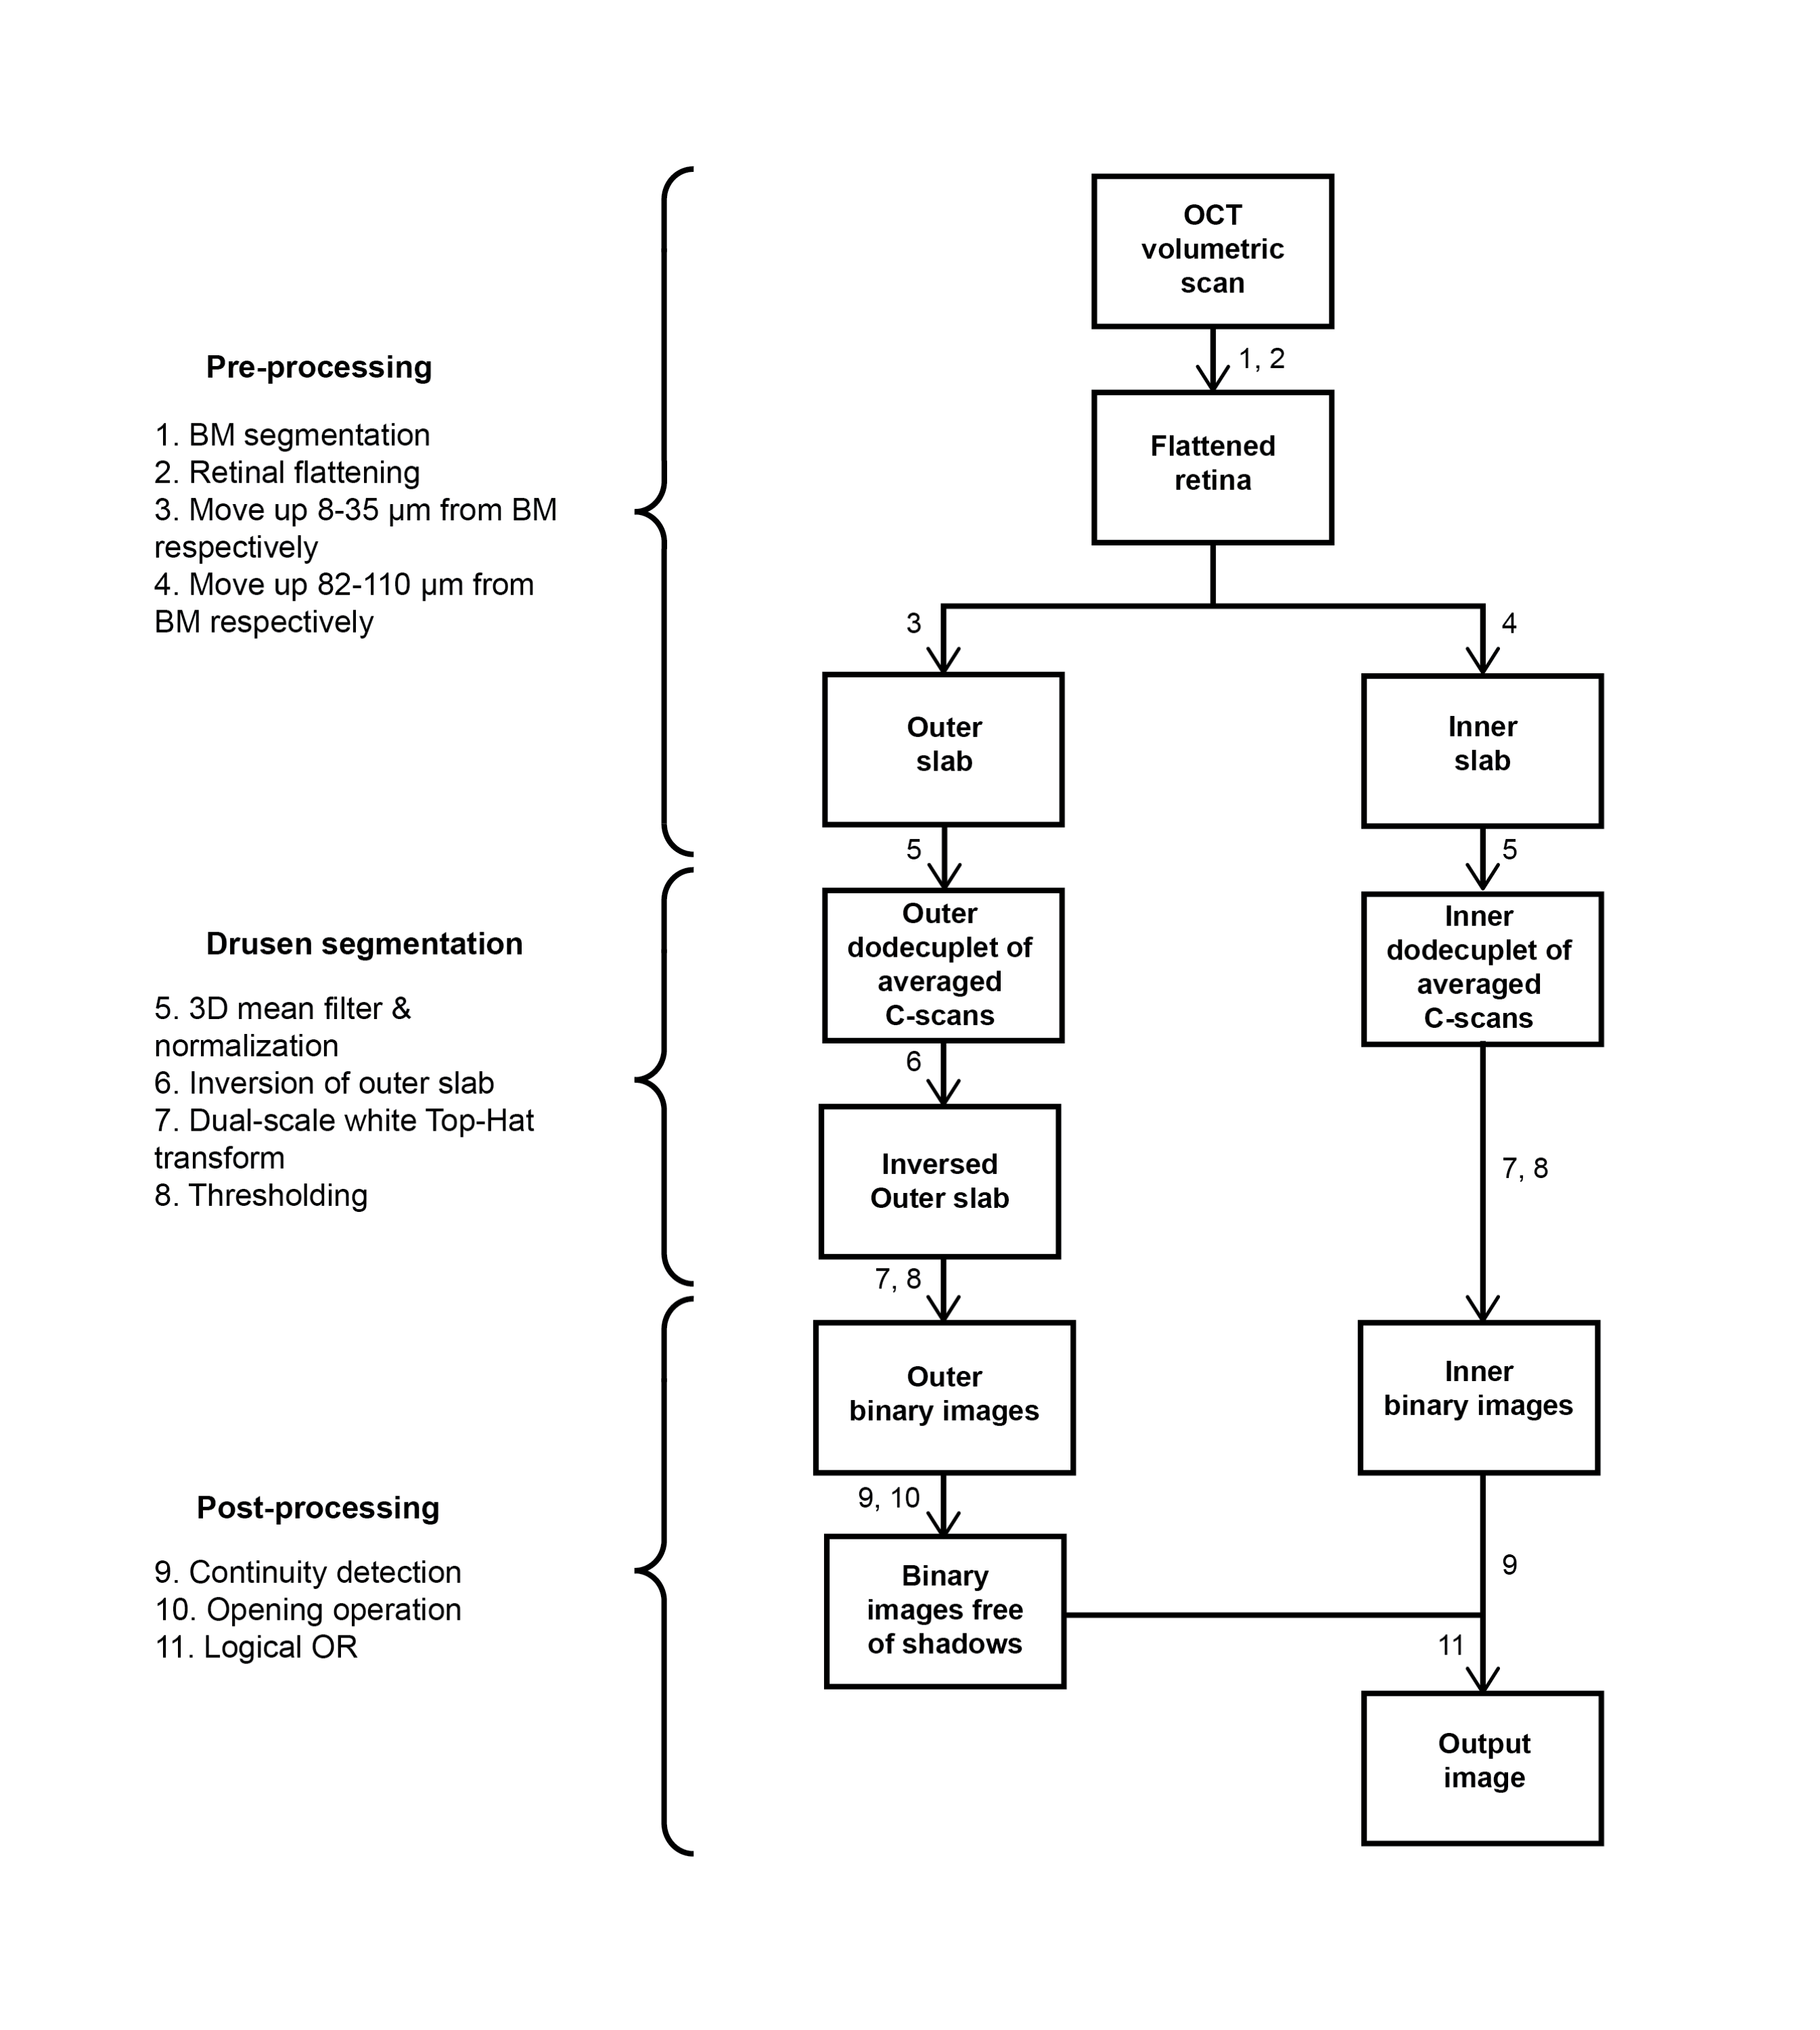 Pre-processing
1. BM segmentation
2. Retinal flattening
3. Move up 8-35 µm from BM
respectively
4. Move up 82-110 µm from
BM respectively
Drusen segmentation
5. 3D mean filter &
normalization
6. Inversion of outer slab
7. Dual-scale white Top-Hat
transform
8. Thresholding
Post-processing
9. Continuity detection
10. Opening operation
11. Logical OR
OCT
volumetric
scan
1, 2
Flattened
retina
3
4
Outer
slab
Inner
slab
5
5
Outer
dodecuplet of
averaged
C-scans
Inner
dodecuplet of
averaged
C-scans
6
Inversed
Outer slab
7, 8
7, 8
Outer
binary images
Inner
binary images
9, 10
9
Binary
images free
of shadows
11
Output
image